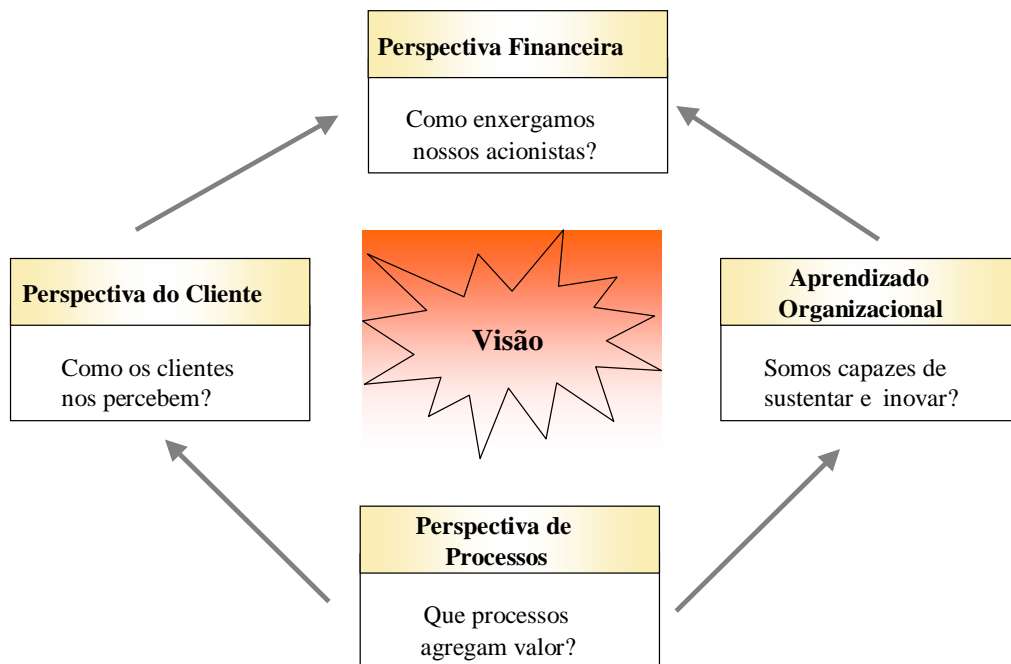 Perspectiva Financeira
Como enxergamos
nossos acionistas?
Perspectiva do Cliente
Como os clientes
nos percebem?
Visão
Aprendizado
Organizacional
Somos capazes de
sustentar e inovar?
Perspectiva de
Processos
Que processos
agregam valor?